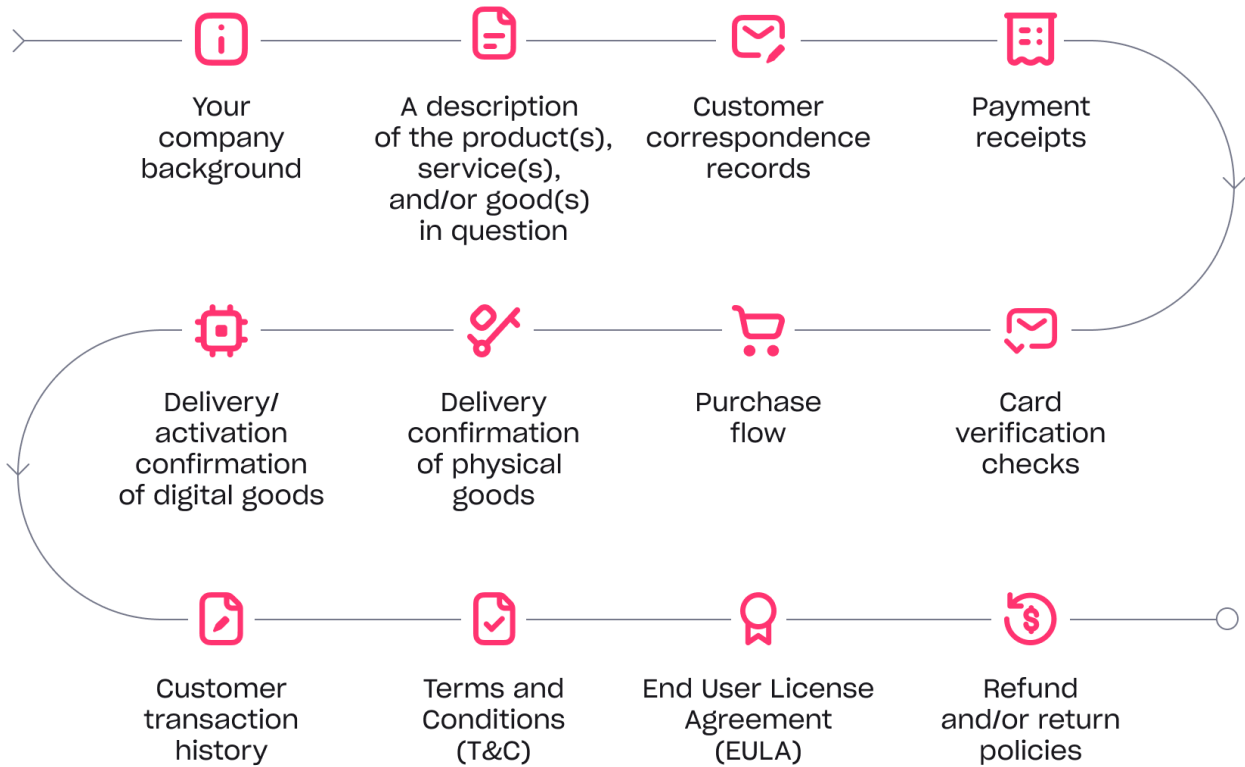 Your
company
background
A description
of the product(s),
service(s),
and/or good(s)
in question
Customer
correspondence
records
Payment
receipts
Card
verification
checks
Purchase
flow
Delivery
confirmation
of physical
goods
Delivery/
activation
confirmation
of digital goods
Customer
transaction
history
Terms and
Conditions
(T&C)
End User License
Agreement
(EULA)
Refund
and/or return
policies